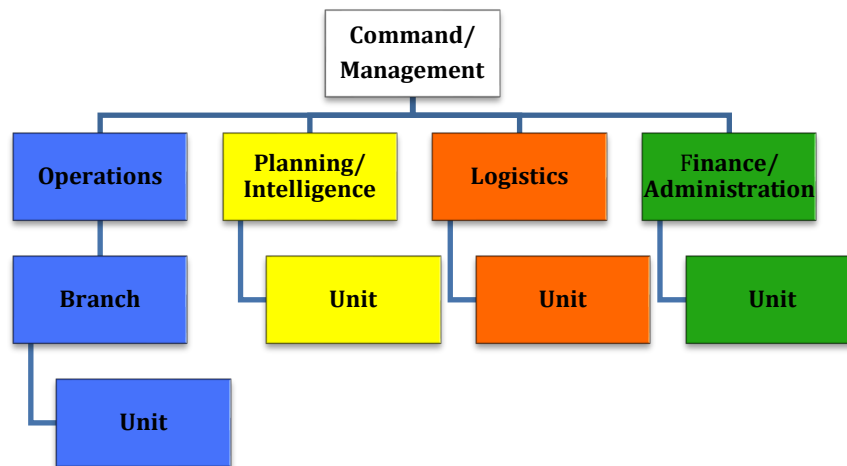 Command/
Management
Operations
Planning/
Intelligence
Logistics
Finance/
Administration
Branch
Unit
Unit
Unit
Unit